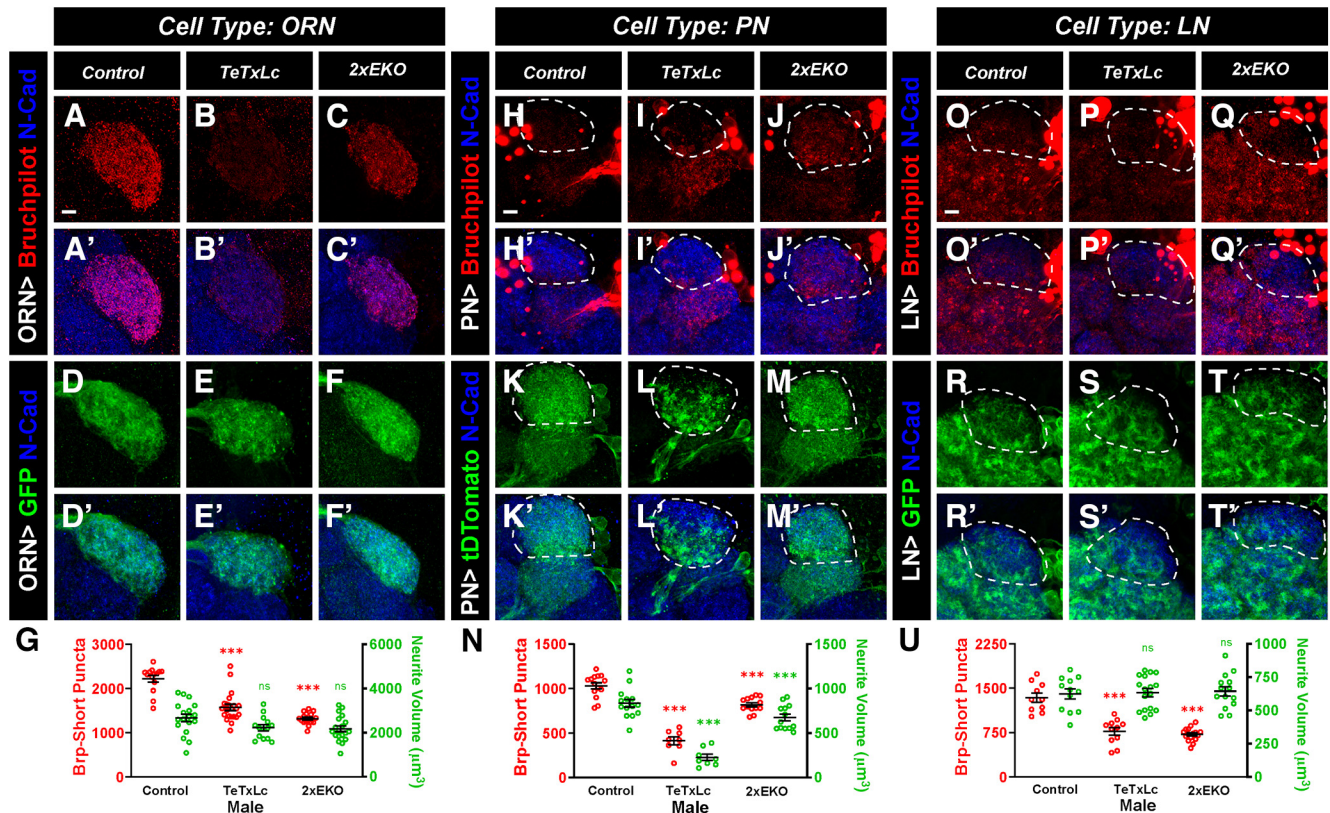 Cell Type: ORN
Cell Type: PN
Cell Type: LN
Control
TeTxLc
2xEKO
Control
TeTxLc
2xEKO
Control
TeTxLc
2xEKO
ORN> Bruchpilot N-Cad
A
B
C
A’
B’
C’
PN> Bruchpilot N-Cad
H
I
J
H’
I’
J’
LN> Bruchpilot N-Cad
O
P
Q
O’
P’
Q’
ORN> GFP N-Cad
D
E
F
D’
E’
F’
PN> tDTomato N-Cad
K
L
M
K’
L’
M’
LN> GFP N-Cad
R
S
T
R’
S’
T’
G
Brp-Short Puncta
3000
2000
1000
0
***
ns
***
ns
6000
4000
2000
0
Neurite Volume (μm³)
Control
TeTxLc
2xEKO
Male
N
Brp-Short Puncta
1500
1000
500
0
***
***
***
***
1500
1000
500
0
Neurite Volume (μm³)
Control
TeTxLc
2xEKO
Male
U
Brp-Short Puncta
2250
1500
750
0
***
ns
***
ns
1000
750
500
250
0
Neurite Volume (μm³)
Control
TeTxLc
2xEKO
Male